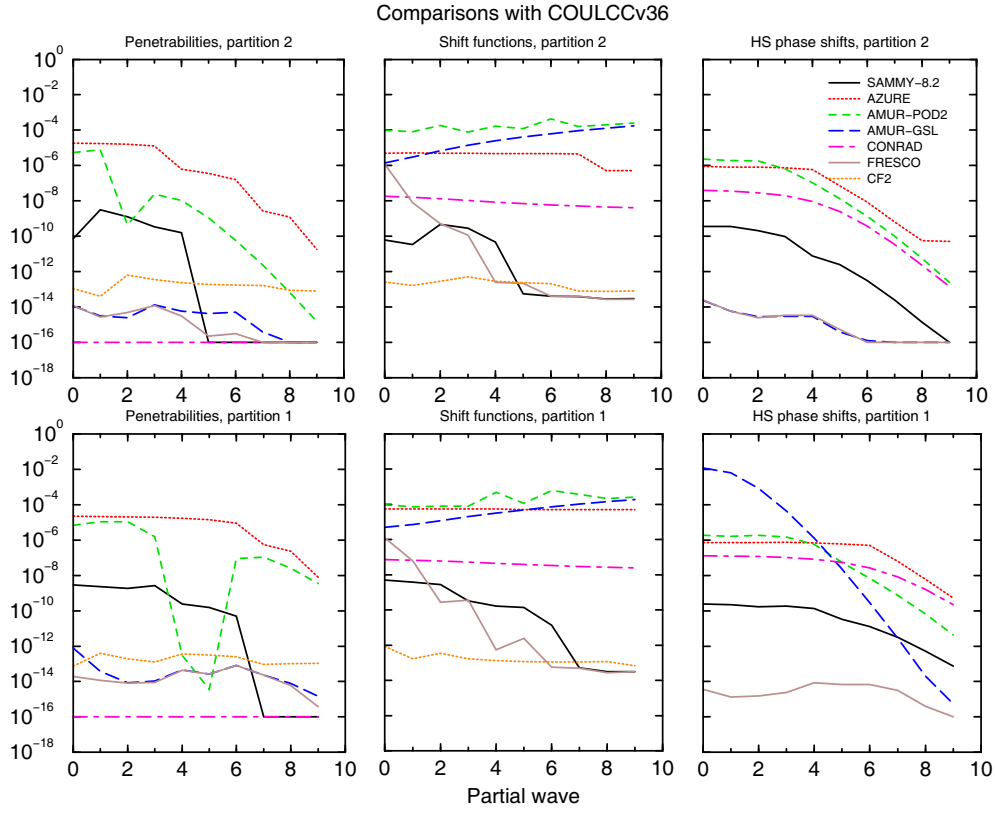 Comparisons with COULCCv36
Penetrabilities, partition 2
Shift functions, partition 2
HS phase shifts, partition 2
10^0
10^−2
10^−4
10^−6
10^−8
10^−10
10^−12
10^−14
10^−16
10^−18
0 2 4 6 8 10
0 2 4 6 8 10
0 2 4 6 8 10
SAMMY−8.2
AZURE
AMUR−POD2
AMUR−GSL
CONRAD
FRESCO
CF2
Penetrabilities, partition 1
Shift functions, partition 1
HS phase shifts, partition 1
10^0
10^−2
10^−4
10^−6
10^−8
10^−10
10^−12
10^−14
10^−16
10^−18
0 2 4 6 8 10
0 2 4 6 8 10
0 2 4 6 8 10
Partial wave